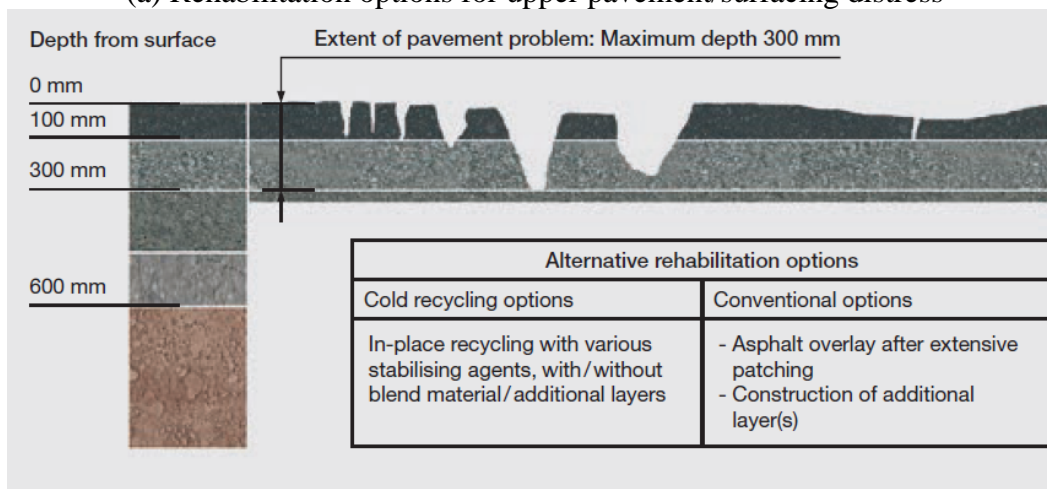 (a) Rehabilitation options for upper pavement/surfacing distress
Depth from surface
Extent of pavement problem: Maximum depth 300 mm
0 mm
100 mm
300 mm
600 mm
Alternative rehabilitation options
Cold recycling options
Conventional options
In-place recycling with various
stabilising agents, with/without
blend material/additional layers
- Asphalt overlay after extensive
patching
- Construction of additional
layer(s)